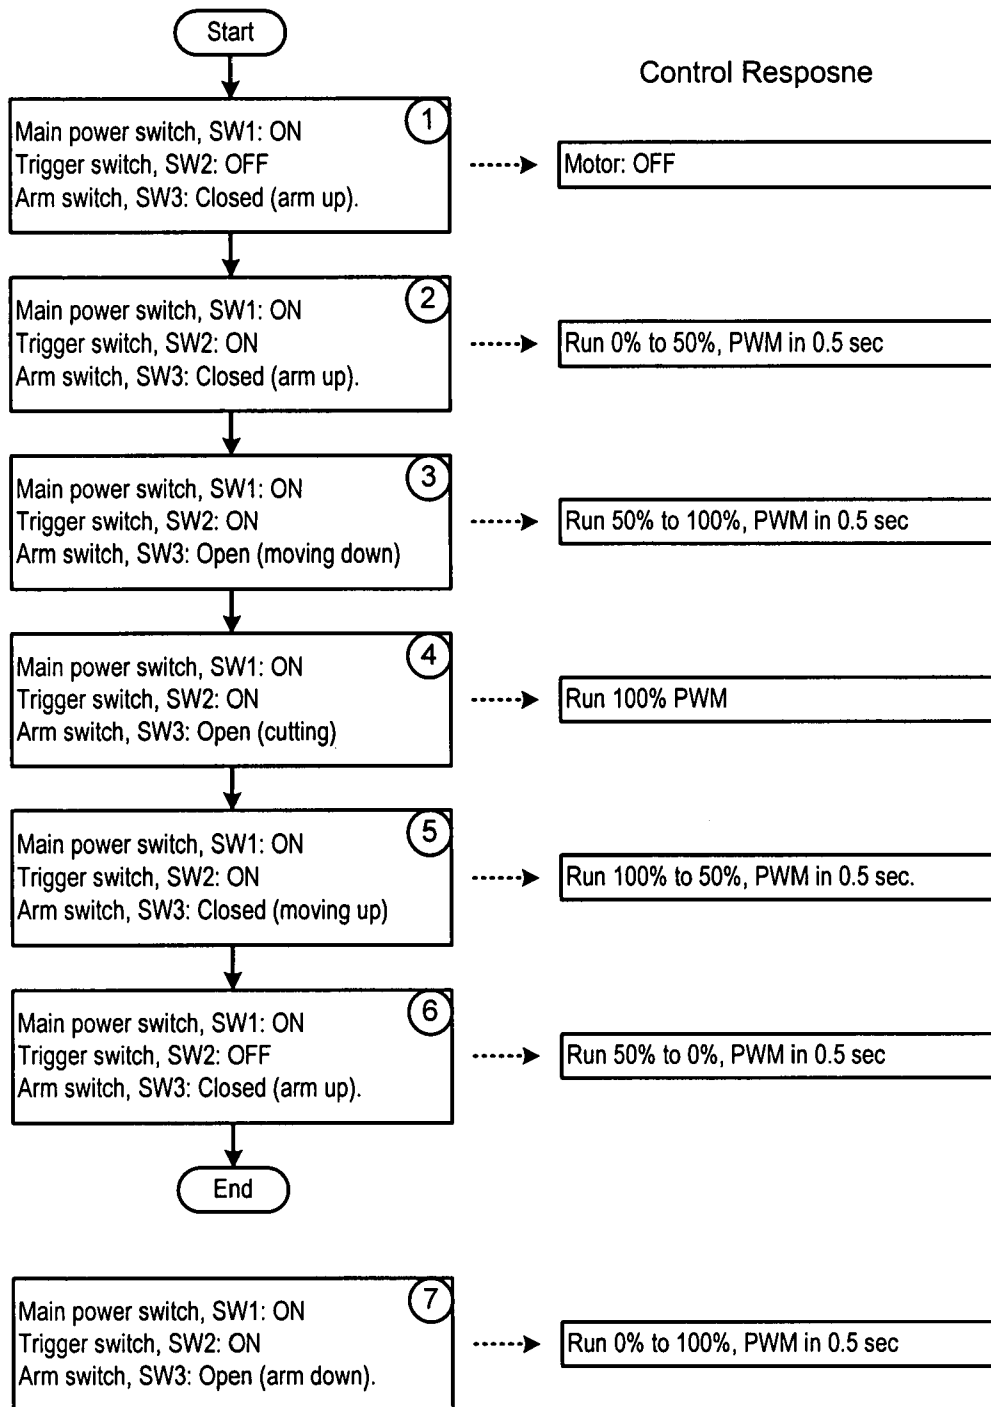 Start
Control Resposne
1
Main power switch, SW1: ON
Trigger switch, SW2: OFF
Arm switch, SW3: Closed (arm up).
Motor: OFF
2
Main power switch, SW1: ON
Trigger switch, SW2: ON
Arm switch, SW3: Closed (arm up).
Run 0% to 50%, PWM in 0.5 sec
3
Main power switch, SW1: ON
Trigger switch, SW2: ON
Arm switch, SW3: Open (moving down)
Run 50% to 100%, PWM in 0.5 sec
4
Main power switch, SW1: ON
Trigger switch, SW2: ON
Arm switch, SW3: Open (cutting)
Run 100% PWM
5
Main power switch, SW1: ON
Trigger switch, SW2: ON
Arm switch, SW3: Closed (moving up)
Run 100% to 50%, PWM in 0.5 sec.
6
Main power switch, SW1: ON
Trigger switch, SW2: OFF
Arm switch, SW3: Closed (arm up).
Run 50% to 0%, PWM in 0.5 sec
End
7
Main power switch, SW1: ON
Trigger switch, SW2: ON
Arm switch, SW3: Open (arm down).
Run 0% to 100%, PWM in 0.5 sec